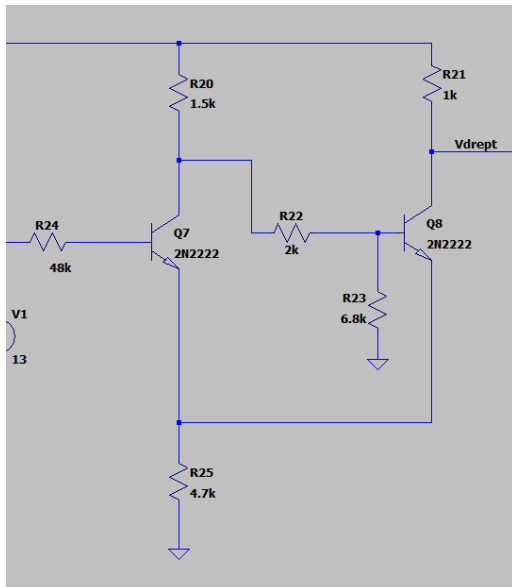 R20
1.5k
R21
1k
Vdrept
R24
48k
Q7
2N2222
R22
2k
Q8
2N2222
R23
6.8k
V1
13
R25
4.7k